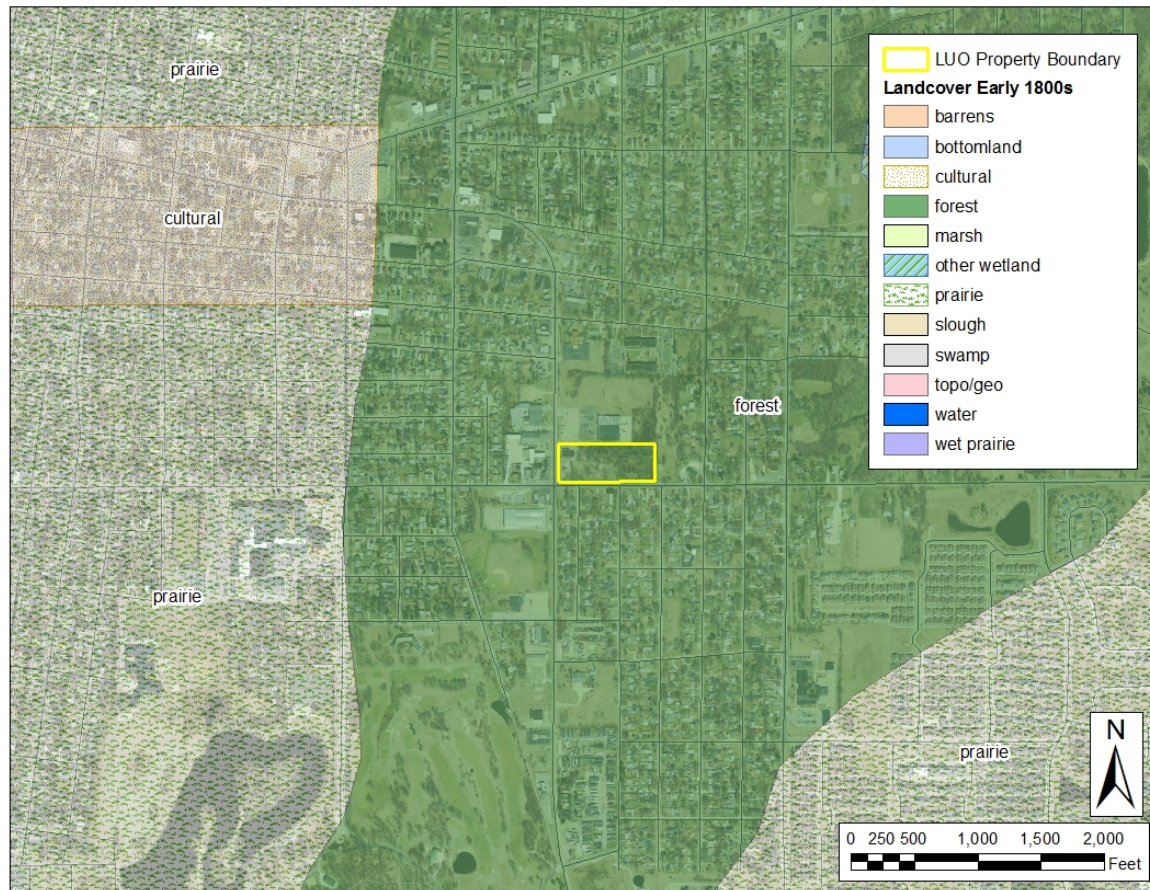 prairie
cultural
forest
prairie
prairie
LUO Property Boundary
Landcover Early 1800s
barrens
bottomland
cultural
forest
marsh
other wetland
prairie
slough
swamp
topo/geo
water
wet prairie
N
0 250 500 1,000 1,500 2,000
Feet